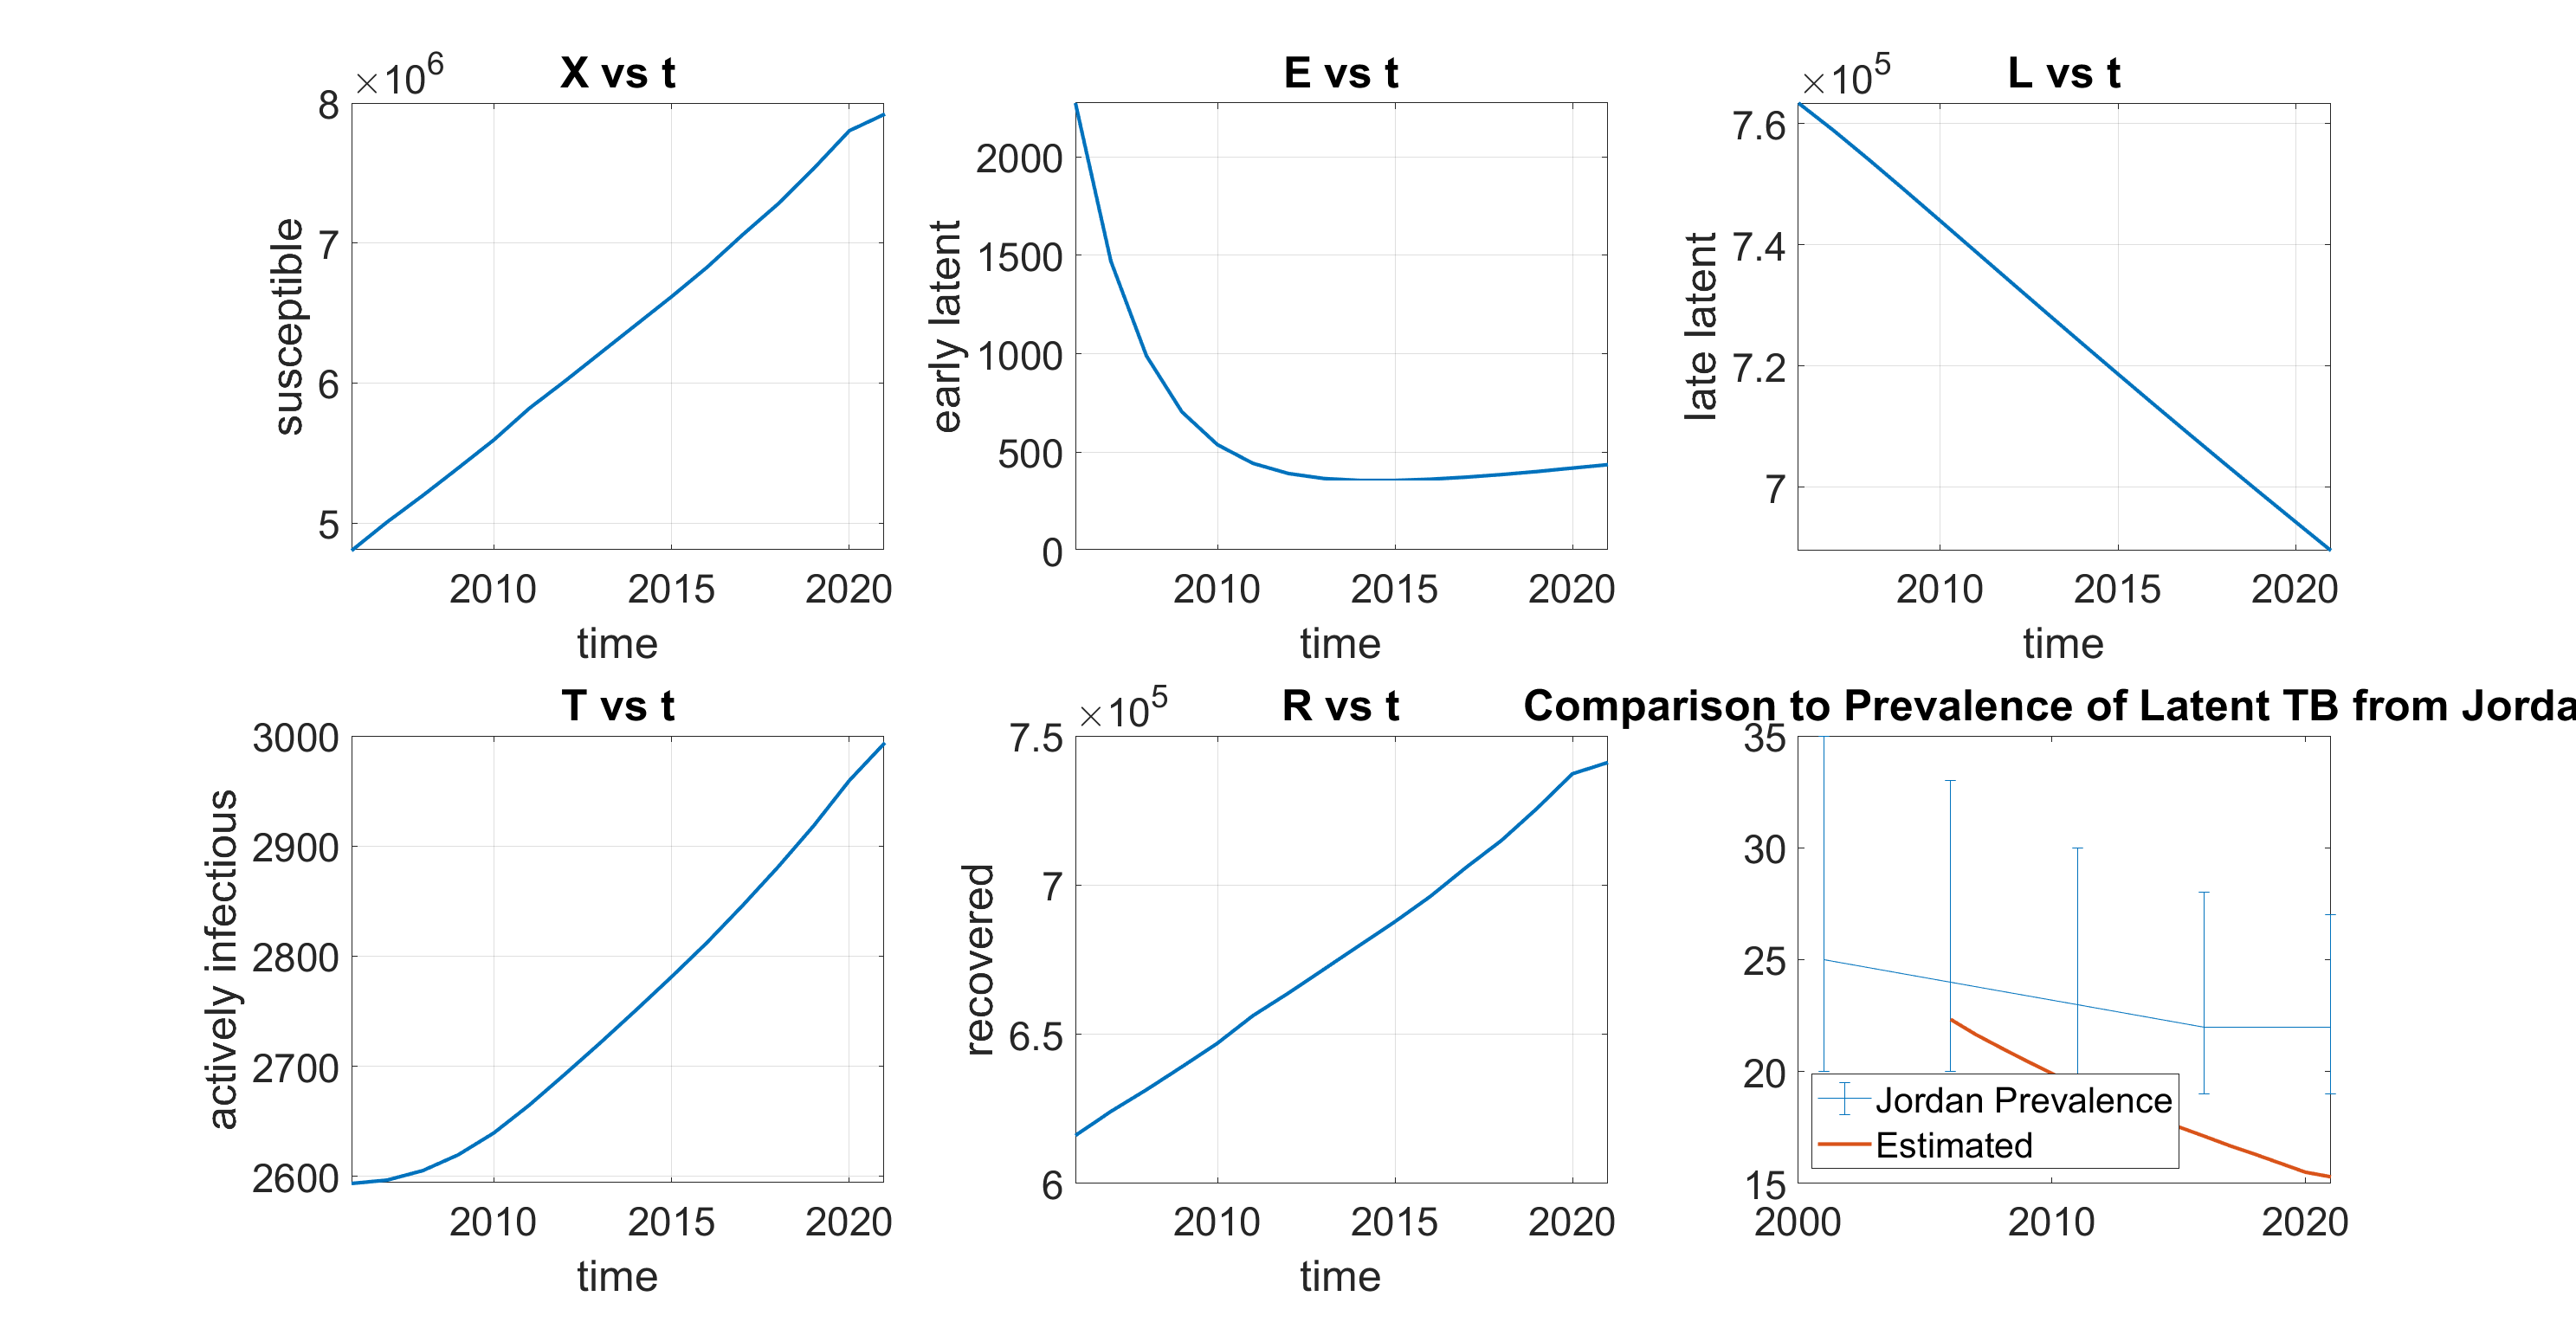 X vs t
×10^6
8
7
6
5
susceptible
2010 2015 2020
time
E vs t
2000
1500
1000
500
0
early latent
2010 2015 2020
time
L vs t
×10^5
7.6
7.4
7.2
7
late latent
2010 2015 2020
time
T vs t
3000
2900
2800
2700
2600
actively infectious
2010 2015 2020
time
R vs t
×10^5
7.5
7
6.5
6
recovered
2010 2015 2020
time
Comparison to Prevalence of Latent TB from Jorda
35
30
25
20
15
Jordan Prevalence
Estimated
2000 2010 2020